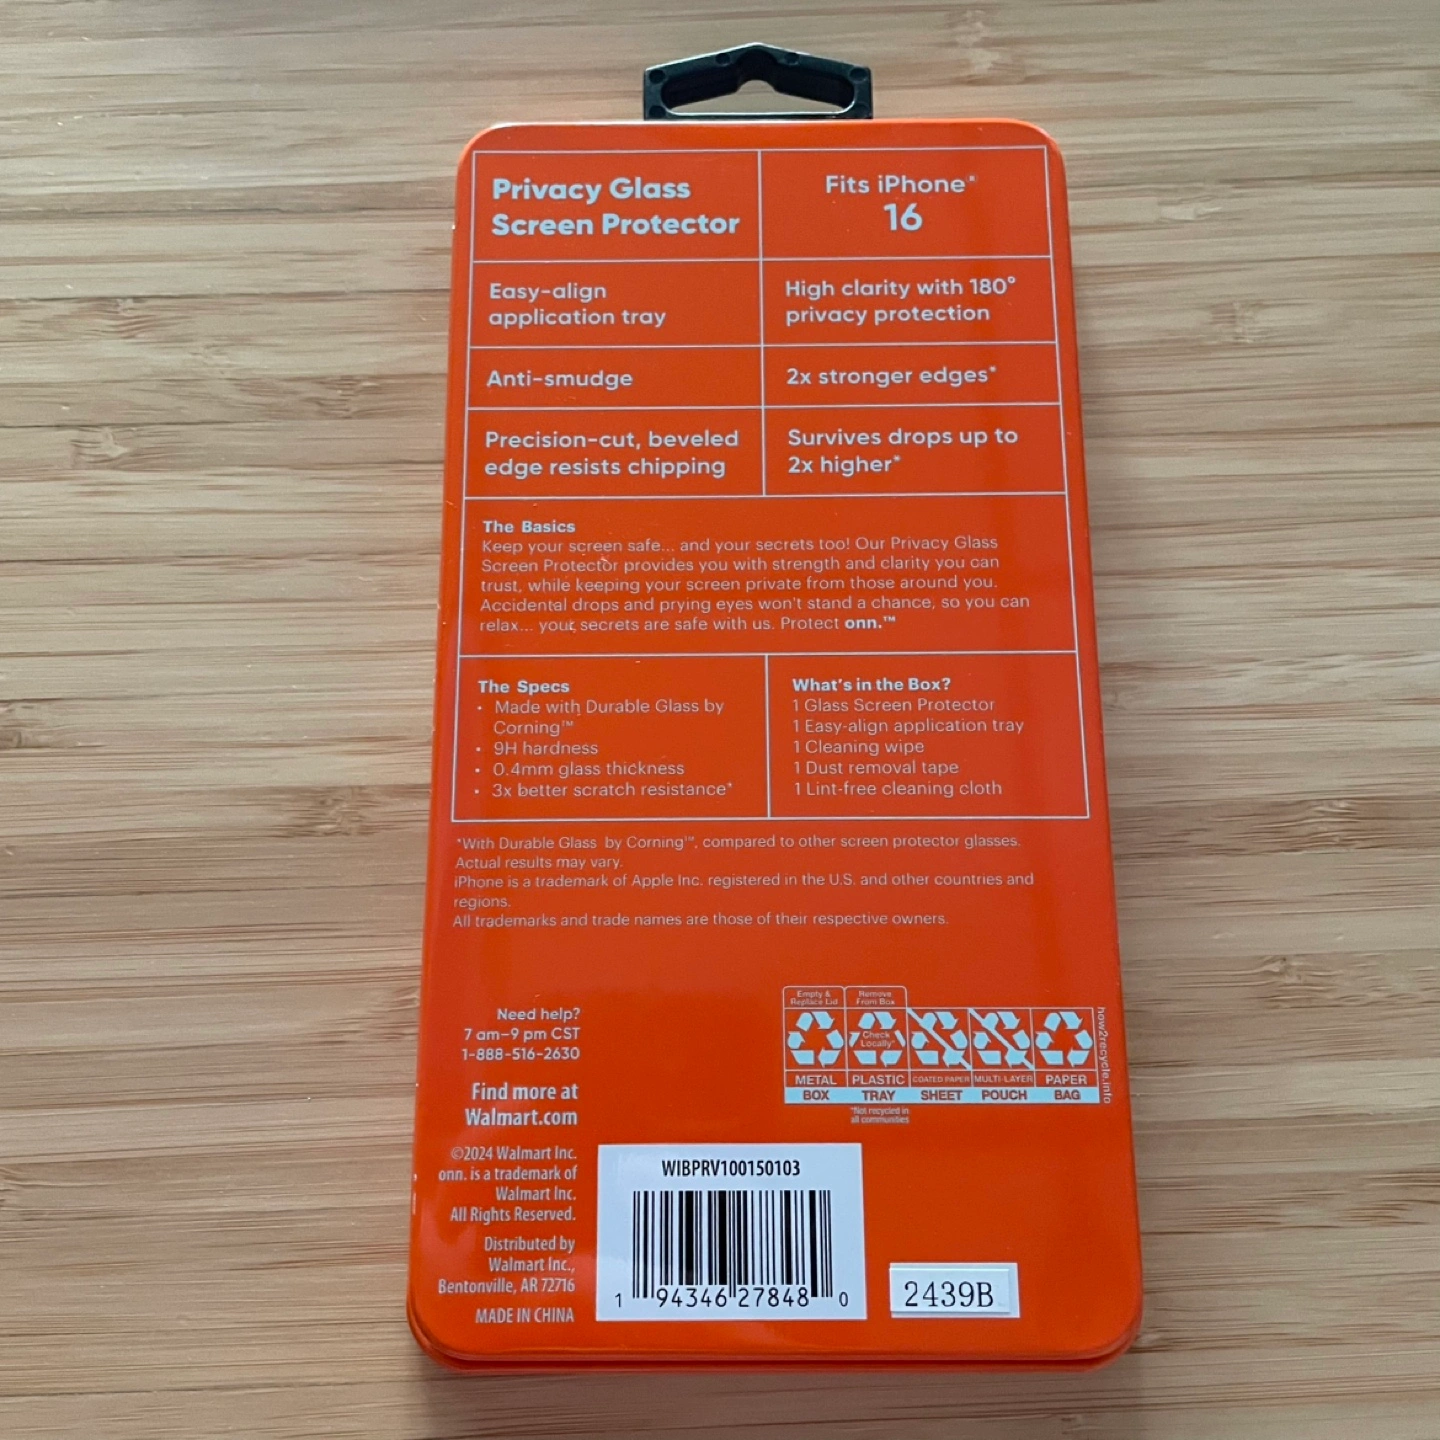 Privacy Glass
Screen Protector
Fits iPhone®
16
Easy-align
application tray
High clarity with 180°
privacy protection
Anti-smudge
2x stronger edges*
Precision-cut, beveled
edge resists chipping
Survives drops up to
2x higher*
The Basics
Keep your screen safe... and your secrets too! Our Privacy Glass
Screen Protector provides you with strength and clarity you can
trust, while keeping your screen private from those around you.
Accidental drops and prying eyes won't stand a chance, so you can
relax... your secrets are safe with us. Protect onn.™
The Specs
• Made with Durable Glass by
Corning™
• 9H hardness
• 0.4mm glass thickness
• 3x better scratch resistance*
What's in the Box?
1 Glass Screen Protector
1 Easy-align application tray
1 Cleaning wipe
1 Dust removal tape
1 Lint-free cleaning cloth
*With Durable Glass by Corning™, compared to other screen protector glasses.
Actual results may vary.
iPhone is a trademark of Apple Inc. registered in the U.S. and other countries and
regions.
All trademarks and trade names are those of their respective owners.
Need help?
7 am–9 pm CST
1-888-516-2630
Find more at
Walmart.com
©2024 Walmart Inc.
onn. is a trademark of
Walmart Inc.
All Rights Reserved.
Distributed by
Walmart Inc.,
Bentonville, AR 72716
MADE IN CHINA
Empty &
Replace Lid
Remove
From Box
Check
Locally*
METAL
BOX
PLASTIC
TRAY
COATED PAPER
SHEET
MULTI-LAYER
POUCH
PAPER
BAG
*Not recycled in
all communities
how2recycle.info
WIBPRV100150103
1 94346 27848 0
2439B